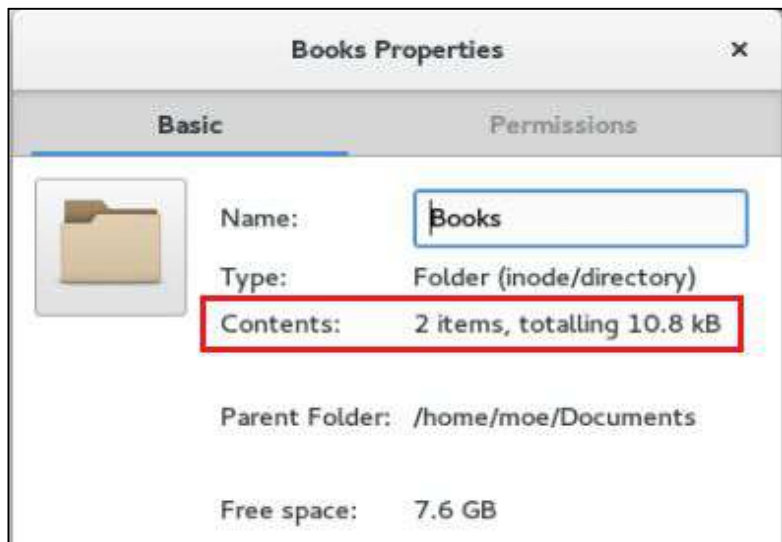 Books Properties ×
Basic Permissions
Name: Books
Type: Folder (inode/directory)
Contents: 2 items, totalling 10.8 kB
Parent Folder: /home/moe/Documents
Free space: 7.6 GB